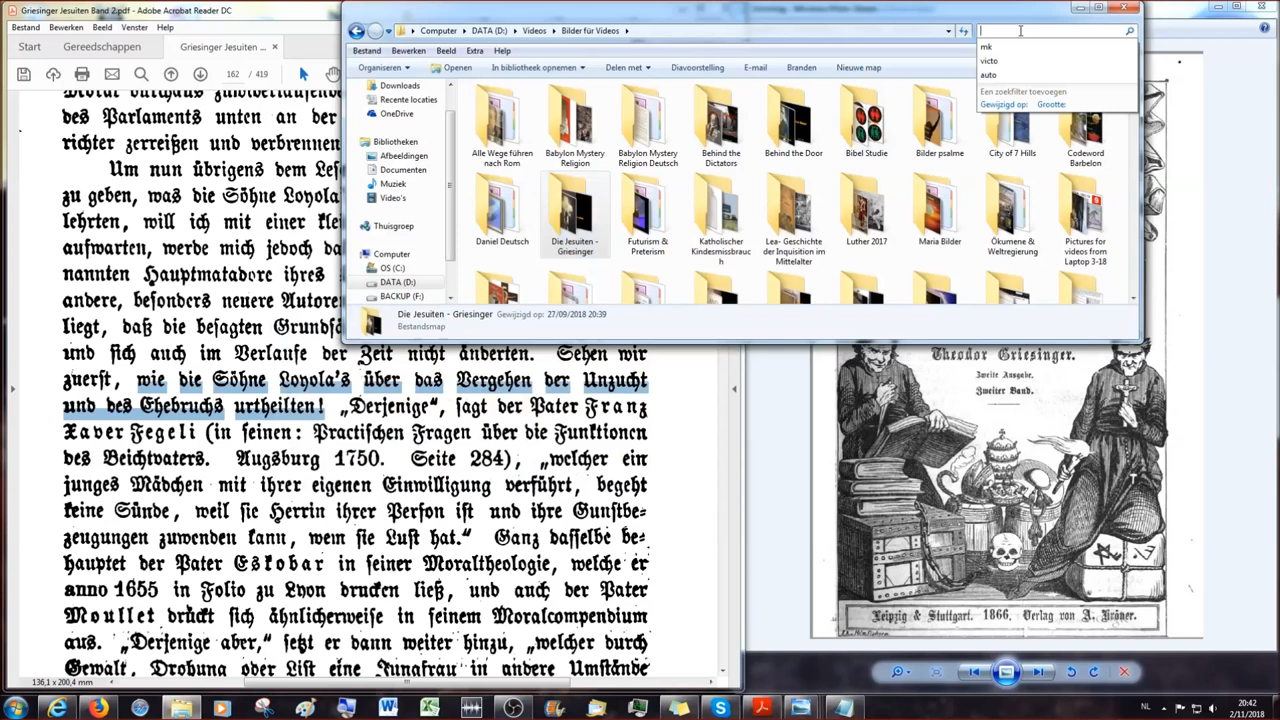 Griesinger Jesuiten Band 2.pdf - Adobe Acrobat Reader DC
Bestand Bewerken Beeld Venster Help
Start Gereedschappen Griesinger Jesuiten ... ×
162 / 419
des Parlaments unten an der
richter zerreißen und verbrennen
Um nun übrigens dem Les
zu geben, was die Söhne Loyola's
lehrten, will ich mit einer kle
aufwarten, werde mich jedoch da
nannten Hauptmatadore ihres
andere, besonders neuere Autore
liegt, daß die besagten Grundsä
und sich auch im Verlaufe der Zeit nicht änderten. Sehen wir
zuerst, wie die Söhne Loyola's über das Vergehen der Unzucht
und des Ehebruchs urtheilten! „Derjenige“, sagt der Pater Franz
Xaver Fegeli (in seinen: Practischen Fragen über die Funktionen
des Beichtvaters. Augsburg 1750. Seite 284), „welcher ein
junges Mädchen mit ihrer eigenen Einwilligung verführt, begeht
keine Sünde, weil sie Herrin ihrer Person ist und ihre Gunstbe-
zeugungen zuwenden kann, wem sie Lust hat.“ Ganz dasselbe be-
hauptet der Pater Eskobar in seiner Moraltheologie, welche er
anno 1655 in Folio zu Lyon drucken ließ, und auch der Pater
Moullet drückt sich ähnlicherweise in seinem Moralcompendium
aus. „Derjenige aber,“ setzt er dann weiter hinzu, „welcher durch
Gewalt, Drohung oder List eine Jungfrau in andere Umstände
136,1 x 200,4 mm
Computer ▸ DATA (D:) ▸ Videos ▸ Bilder für Videos ▸
Bestand Bewerken Beeld Extra Help
Organiseren Openen In bibliotheek opnemen Delen met Diavoorstelling E-mail Branden Nieuwe map
mk
victo
auto
Een zoekfilter toevoegen
Gewijzigd op: Grootte:
Downloads
Recente locaties
OneDrive
Bibliotheken
Afbeeldingen
Documenten
Muziek
Video's
Thuisgroep
Computer
OS (C:)
DATA (D:)
BACKUP (F:)
Alle Wege führen nach Rom
Babylon Mystery Religion
Babylon Mystery Religion Deutsch
Behind the Dictators
Behind the Door
Bibel Studie
Bilder psalme
City of 7 Hills
Codeword Barbelon
Daniel Deutsch
Die Jesuiten - Griesinger
Futurism & Preterism
Katholischer Kindesmissbrauch
Lea- Geschichte der Inquisition im Mittelalter
Luther 2017
Maria Bilder
Ökumene & Weltregierung
Pictures for videos from Laptop 3-18
Die Jesuiten - Griesinger Gewijzigd op: 27/09/2018 20:39
Bestandsmap
Theodor Griesinger.
Zweite Ausgabe.
Zweiter Band.
Leipzig & Stuttgart. 1866. Verlag von A. Kröner.
NL
20:42
2/11/2018